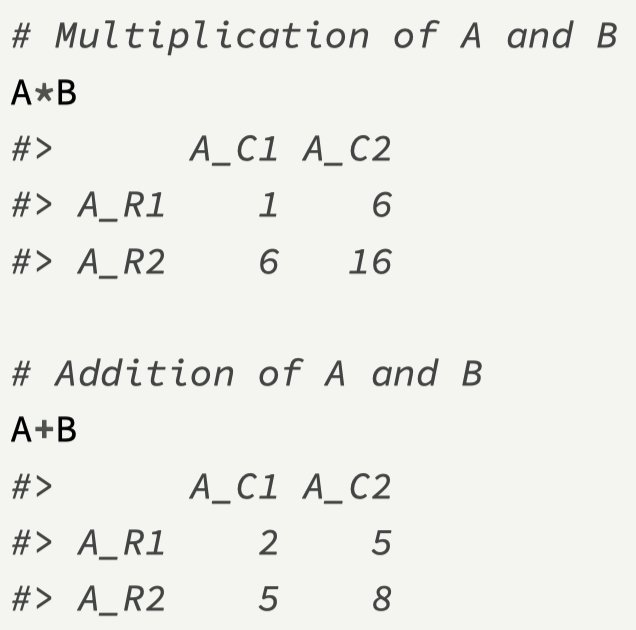 # Multiplication of A and B
A*B
#>       A_C1 A_C2
#> A_R1    1    6
#> A_R2    6   16

# Addition of A and B
A+B
#>       A_C1 A_C2
#> A_R1    2    5
#> A_R2    5    8